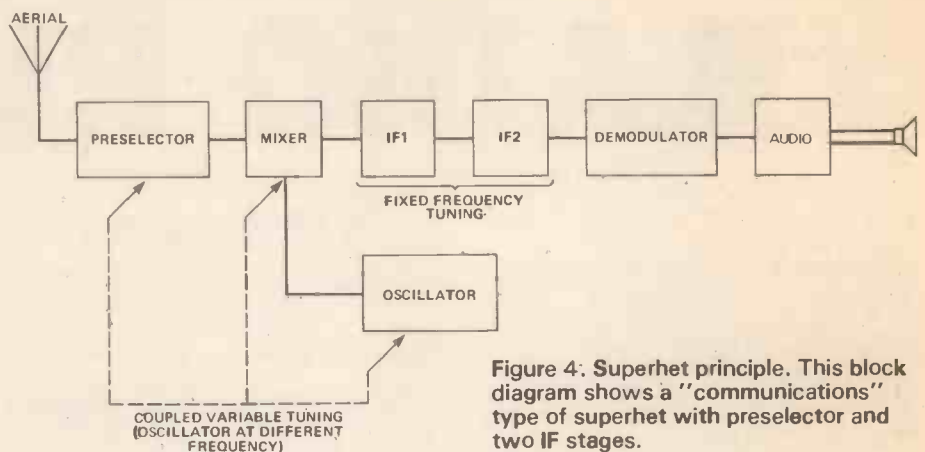 AERIAL
PRESELECTOR
MIXER
IF1
IF2
DEMODULATOR
AUDIO
FIXED FREQUENCY
TUNING
OSCILLATOR
COUPLED VARIABLE TUNING
(OSCILLATOR AT DIFFERENT
FREQUENCY)
Figure 4. Superhet principle. This block
diagram shows a "communications"
type of superhet with preselector and
two IF stages.